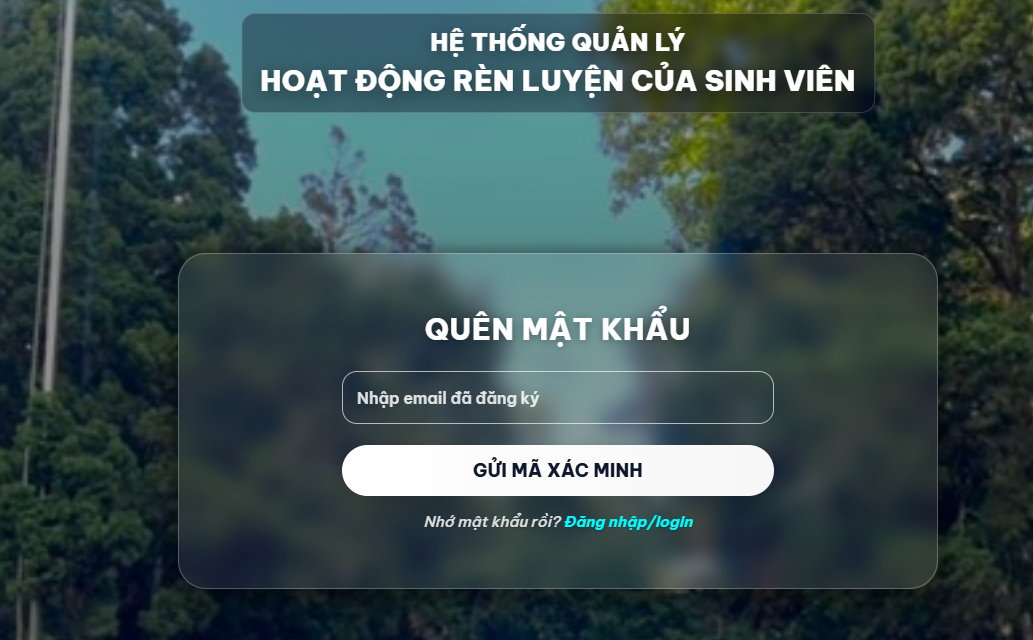 HỆ THỐNG QUẢN LÝ
HOẠT ĐỘNG RÈN LUYỆN CỦA SINH VIÊN
QUÊN MẬT KHẨU
Nhập email đã đăng ký
GỬI MÃ XÁC MINH
Nhớ mật khẩu rồi? Đăng nhập/login